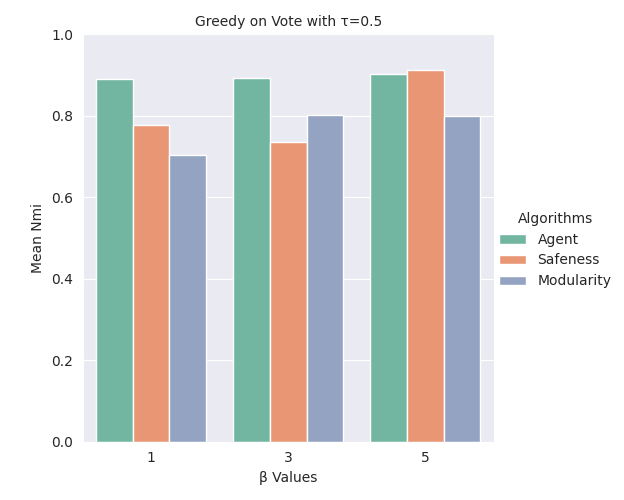 Greedy on Vote with τ=0.5
1.0
0.8
0.6
0.4
0.2
0.0
Mean Nmi
1 3 5
β Values
Algorithms
Agent
Safeness
Modularity